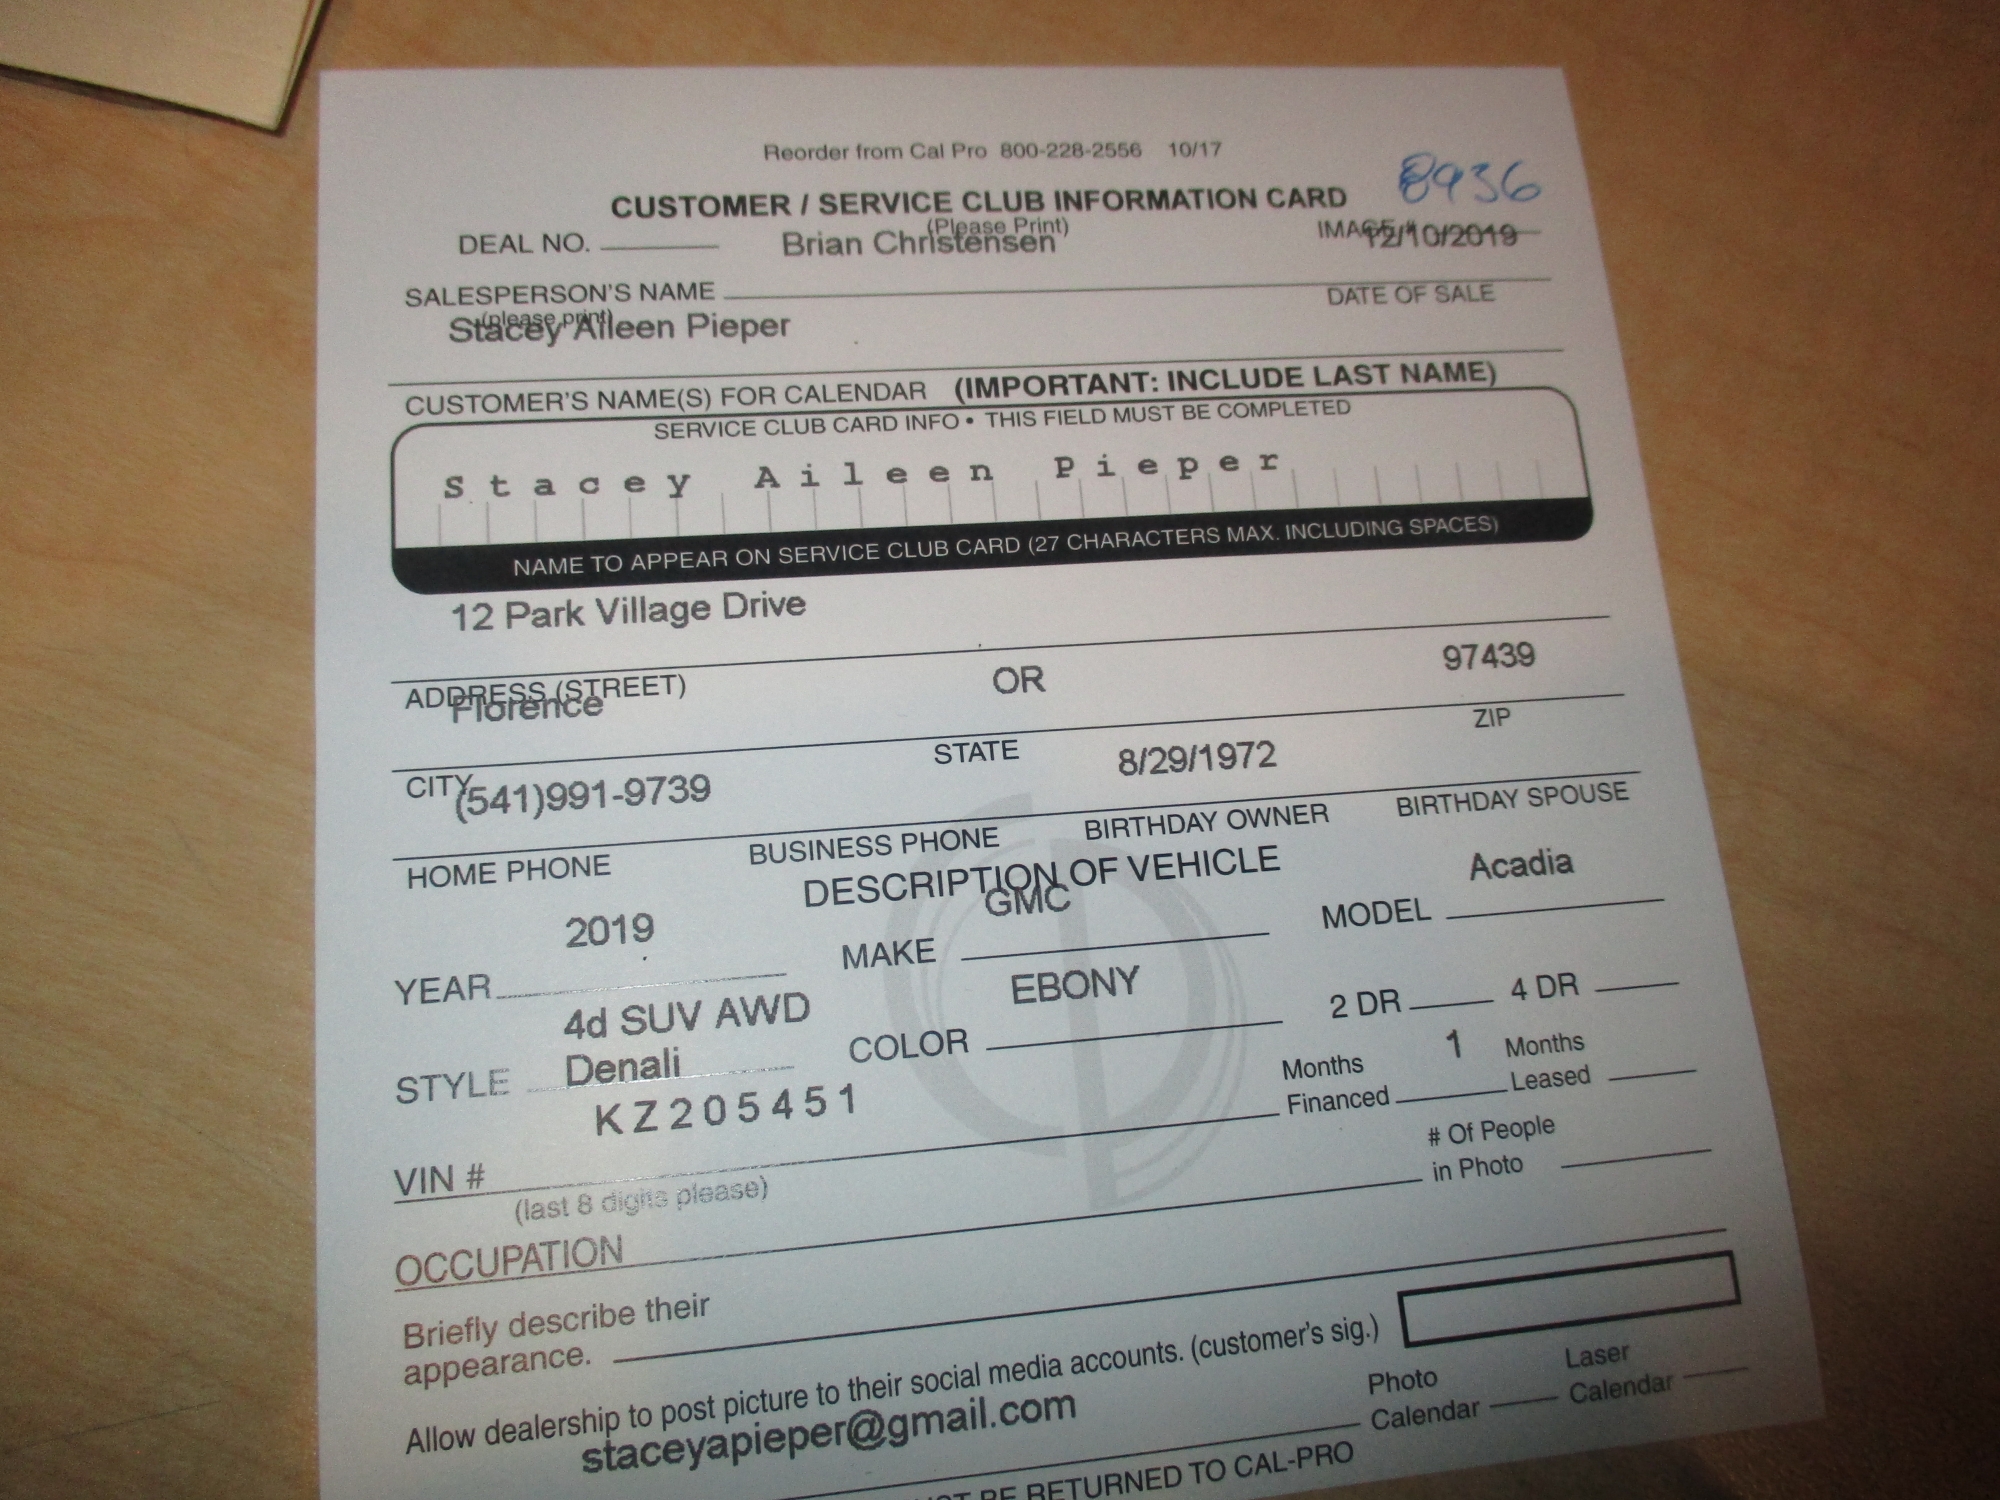 Reorder from Cal Pro 800-228-2556 10/17
8936
CUSTOMER / SERVICE CLUB INFORMATION CARD
(Please Print)
DEAL NO. Brian Christensen IMAGE # 12/10/2019
SALESPERSON'S NAME DATE OF SALE
(please print)
Stacey Aileen Pieper
CUSTOMER'S NAME(S) FOR CALENDAR (IMPORTANT: INCLUDE LAST NAME)
SERVICE CLUB CARD INFO • THIS FIELD MUST BE COMPLETED
Stacey Aileen Pieper
NAME TO APPEAR ON SERVICE CLUB CARD (27 CHARACTERS MAX. INCLUDING SPACES)
12 Park Village Drive
ADDRESS (STREET)
Florence OR 97439
CITY STATE ZIP
(541)991-9739 8/29/1972
HOME PHONE BUSINESS PHONE BIRTHDAY OWNER BIRTHDAY SPOUSE
DESCRIPTION OF VEHICLE
2019 GMC Acadia
YEAR MAKE MODEL
4d SUV AWD EBONY
Denali
STYLE COLOR 2 DR 4 DR
KZ205451 Months Financed 1 Months Leased
VIN #
(last 8 digits please) # Of People in Photo
OCCUPATION
Briefly describe their
appearance.
Allow dealership to post picture to their social media accounts. (customer's sig.)
staceyapieper@gmail.com Photo Calendar Laser Calendar
BE RETURNED TO CAL-PRO